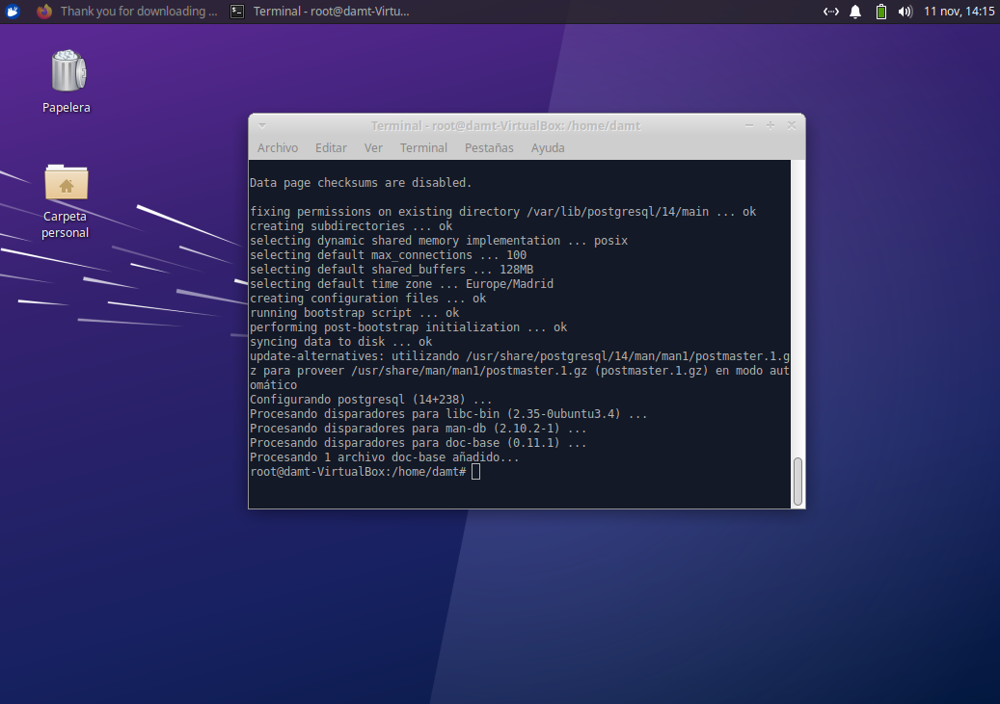 Thank you for downloading ...
Terminal - root@damt-Virtu...
11 nov, 14:15
Papelera
Carpeta
personal
Terminal - root@damt-VirtualBox: /home/damt
Archivo Editar Ver Terminal Pestañas Ayuda
Data page checksums are disabled.
fixing permissions on existing directory /var/lib/postgresql/14/main ... ok
creating subdirectories ... ok
selecting dynamic shared memory implementation ... posix
selecting default max_connections ... 100
selecting default shared_buffers ... 128MB
selecting default time zone ... Europe/Madrid
creating configuration files ... ok
running bootstrap script ... ok
performing post-bootstrap initialization ... ok
syncing data to disk ... ok
update-alternatives: utilizando /usr/share/postgresql/14/man/man1/postmaster.1.g
z para proveer /usr/share/man/man1/postmaster.1.gz (postmaster.1.gz) en modo aut
omático
Configurando postgresql (14+238) ...
Procesando disparadores para libc-bin (2.35-0ubuntu3.4) ...
Procesando disparadores para man-db (2.10.2-1) ...
Procesando disparadores para doc-base (0.11.1) ...
Procesando 1 archivo doc-base añadido...
root@damt-VirtualBox:/home/damt#